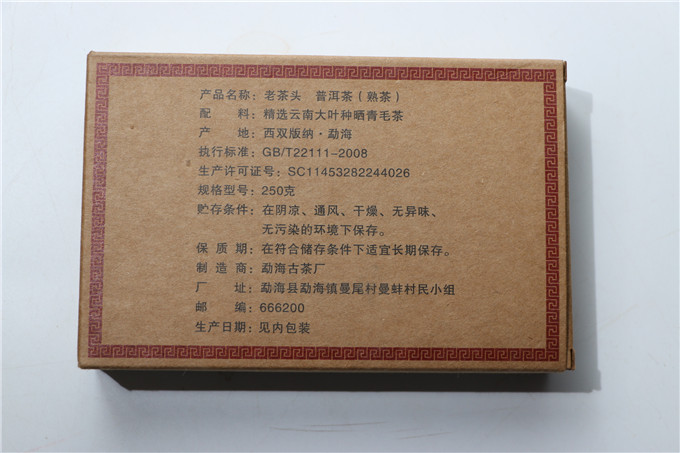 产品名称：老茶头 普洱茶（熟茶）
配 料：精选云南大叶种晒青毛茶
产 地：西双版纳·勐海
执行标准：GB/T22111-2008
生产许可证号：SC11453282244026
规格型号：250克
贮存条件：在阴凉、通风、干燥、无异味、
无污染的环境下保存。
保 质 期：在符合储存条件下适宜长期保存。
制 造 商：勐海古茶厂
厂 址：勐海县勐海镇曼尾村曼蚌村民小组
邮 编：666200
生产日期：见内包装